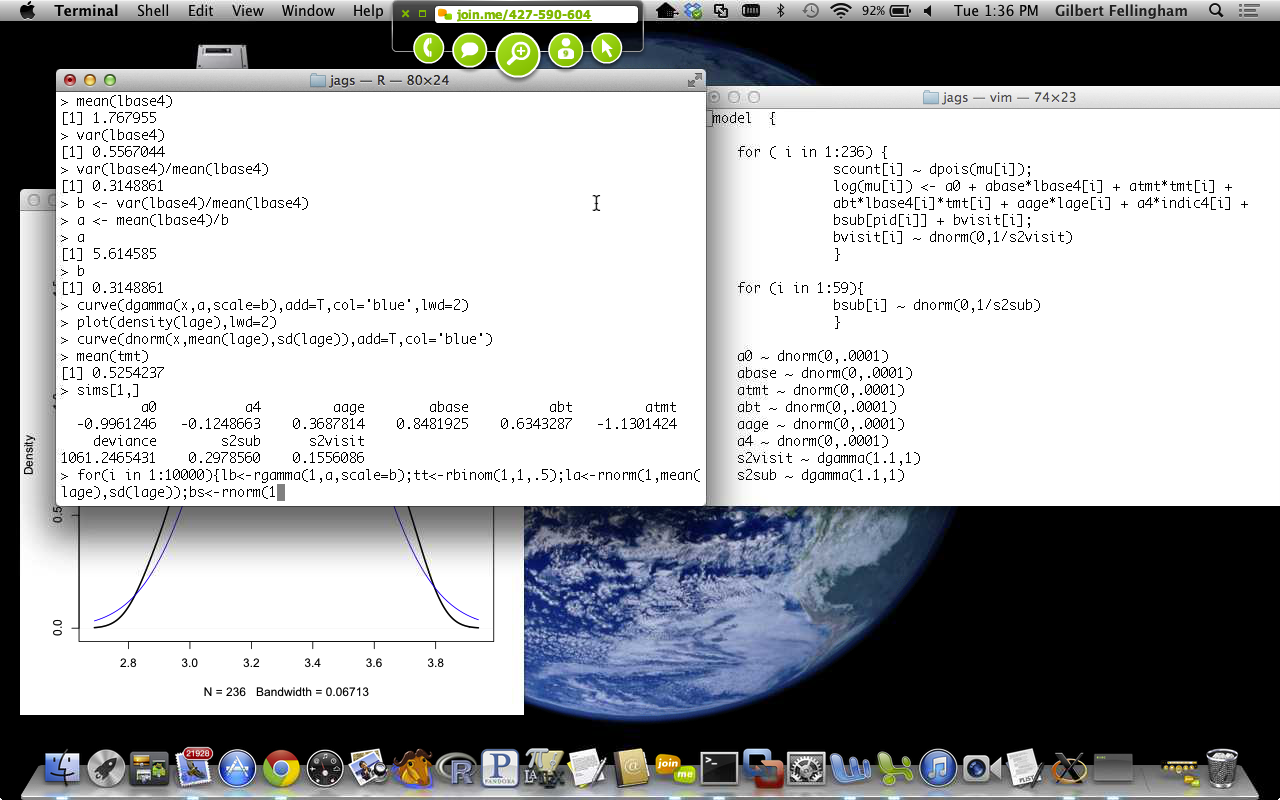 Terminal Shell Edit View Window Help
join.me/427-590-604
92% Tue 1:36 PM Gilbert Fellingham
jags — R — 80×24
> mean(lbase4)
[1] 1.767955
> var(lbase4)
[1] 0.5567044
> var(lbase4)/mean(lbase4)
[1] 0.3148861
> b <- var(lbase4)/mean(lbase4)
> a <- mean(lbase4)/b
> a
[1] 5.614585
> b
[1] 0.3148861
> curve(dgamma(x,a,scale=b),add=T,col='blue',lwd=2)
> plot(density(lage),lwd=2)
> curve(dnorm(x,mean(lage),sd(lage)),add=T,col='blue')
> mean(tmt)
[1] 0.5254237
> sims[1,]
a0 a4 aage abase abt atmt
-0.9961246 -0.1248663 0.3687814 0.8481925 0.6343287 -1.1301424
deviance s2sub s2visit
1061.2465431 0.2978560 0.1556086
> for(i in 1:10000){lb<-rgamma(1,a,scale=b);tt<-rbinom(1,1,.5);la<-rnorm(1,mean(
lage),sd(lage));bs<-rnorm(1
jags — vim — 74×23
model {
for ( i in 1:236) {
scount[i] ~ dpois(mu[i]);
log(mu[i]) <- a0 + abase*lbase4[i] + atmt*tmt[i] +
abt*lbase4[i]*tmt[i] + aage*lage[i] + a4*indic4[i] +
bsub[pid[i]] + bvisit[i];
bvisit[i] ~ dnorm(0,1/s2visit)
}
for (i in 1:59){
bsub[i] ~ dnorm(0,1/s2sub)
}
a0 ~ dnorm(0,.0001)
abase ~ dnorm(0,.0001)
atmt ~ dnorm(0,.0001)
abt ~ dnorm(0,.0001)
aage ~ dnorm(0,.0001)
a4 ~ dnorm(0,.0001)
s2visit ~ dgamma(1.1,1)
s2sub ~ dgamma(1.1,1)
Density
0.0
2.8 3.0 3.2 3.4 3.6 3.8
N = 236 Bandwidth = 0.06713
21928
PANDORA
join me
PLIST